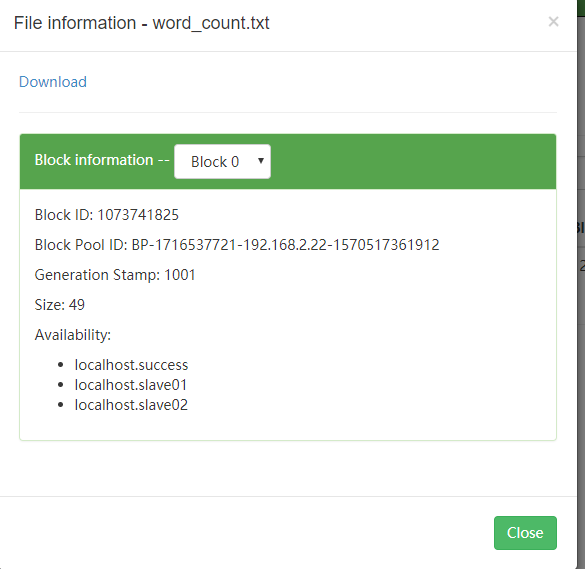 File information - word_count.txt
×
Download
Block information -- Block 0
Block ID: 1073741825
Block Pool ID: BP-1716537721-192.168.2.22-1570517361912
Generation Stamp: 1001
Size: 49
Availability:
localhost.success
localhost.slave01
localhost.slave02
Close